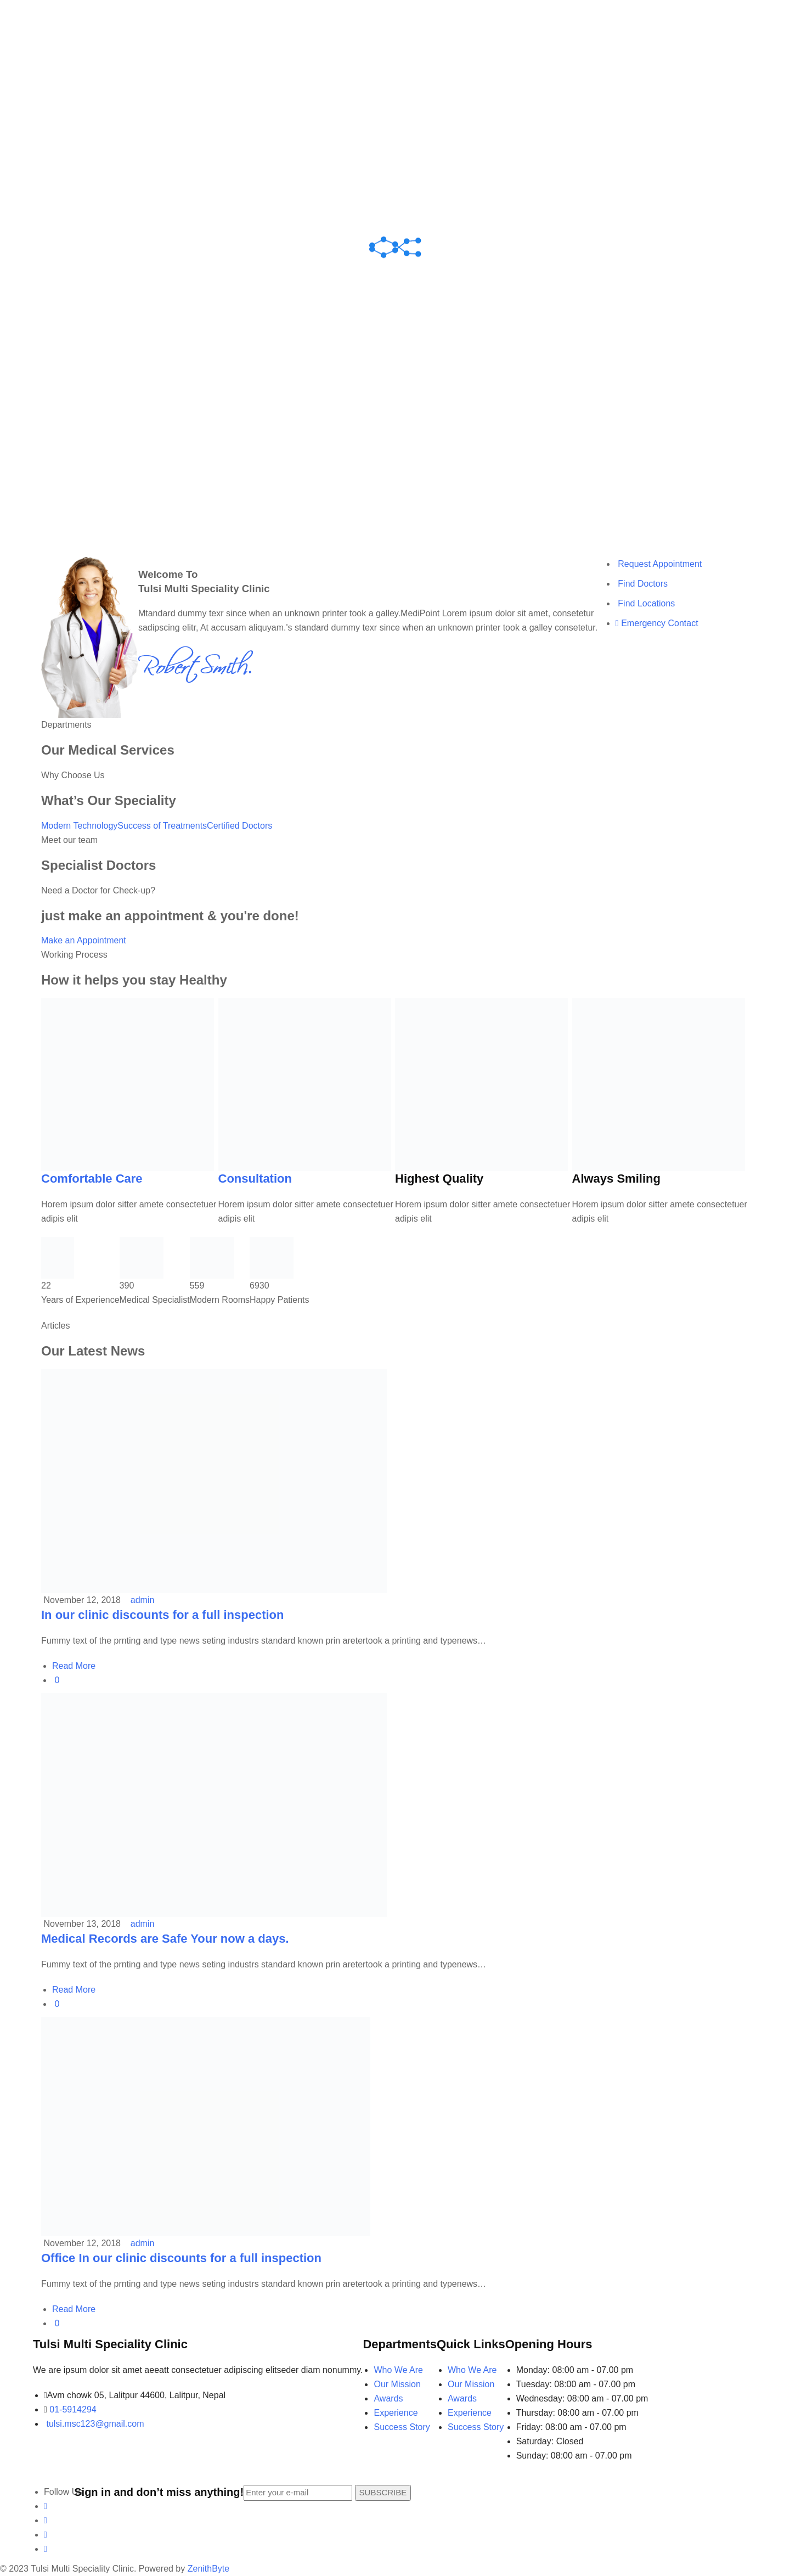 Welcome To
Tulsi Multi Speciality Clinic
Mtandard dummy texr since when an unknown printer took a galley.MediPoint Lorem ipsum dolor sit amet, consetetur
sadipscing elitr, At accusam aliquyam.’s standard dummy texr since when an unknown printer took a galley consetetur.
Robert Smith.
Request Appointment
Find Doctors
Find Locations
Emergency Contact
Departments
Our Medical Services
Why Choose Us
What’s Our Speciality
Modern TechnologySuccess of TreatmentsCertified Doctors
Meet our team
Specialist Doctors
Need a Doctor for Check-up?
just make an appointment & you're done!
Make an Appointment
Working Process
How it helps you stay Healthy
Comfortable Care
Horem ipsum dolor sitter amete consectetuer
adipis elit
Consultation
Horem ipsum dolor sitter amete consectetuer
adipis elit
Highest Quality
Horem ipsum dolor sitter amete consectetuer
adipis elit
Always Smiling
Horem ipsum dolor sitter amete consectetuer
adipis elit
22
Years of Experience
390
Medical Specialist
559
Modern Rooms
6930
Happy Patients
Articles
Our Latest News
November 12, 2018 admin
In our clinic discounts for a full inspection
Fummy text of the prnting and type news seting industrs standard known prin aretertook a printing and typenews…
Read More
0
November 13, 2018 admin
Medical Records are Safe Your now a days.
Fummy text of the prnting and type news seting industrs standard known prin aretertook a printing and typenews…
Read More
0
November 12, 2018 admin
Office In our clinic discounts for a full inspection
Fummy text of the prnting and type news seting industrs standard known prin aretertook a printing and typenews…
Read More
0
Tulsi Multi Speciality Clinic
We are ipsum dolor sit amet aeeatt consectetuer adipiscing elitseder diam nonummy.
Avm chowk 05, Lalitpur 44600, Lalitpur, Nepal
01-5914294
tulsi.msc123@gmail.com
Departments
Who We Are
Our Mission
Awards
Experience
Success Story
Quick Links
Who We Are
Our Mission
Awards
Experience
Success Story
Opening Hours
Monday: 08:00 am - 07.00 pm
Tuesday: 08:00 am - 07.00 pm
Wednesday: 08:00 am - 07.00 pm
Thursday: 08:00 am - 07.00 pm
Friday: 08:00 am - 07.00 pm
Saturday: Closed
Sunday: 08:00 am - 07.00 pm
Follow U
Sign in and don’t miss anything!
Enter your e-mail
SUBSCRIBE
© 2023 Tulsi Multi Speciality Clinic. Powered by ZenithByte